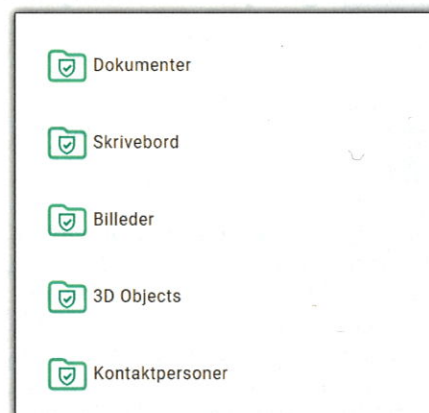 Dokumenter
Skrivebord
Billeder
3D Objects
Kontaktpersoner